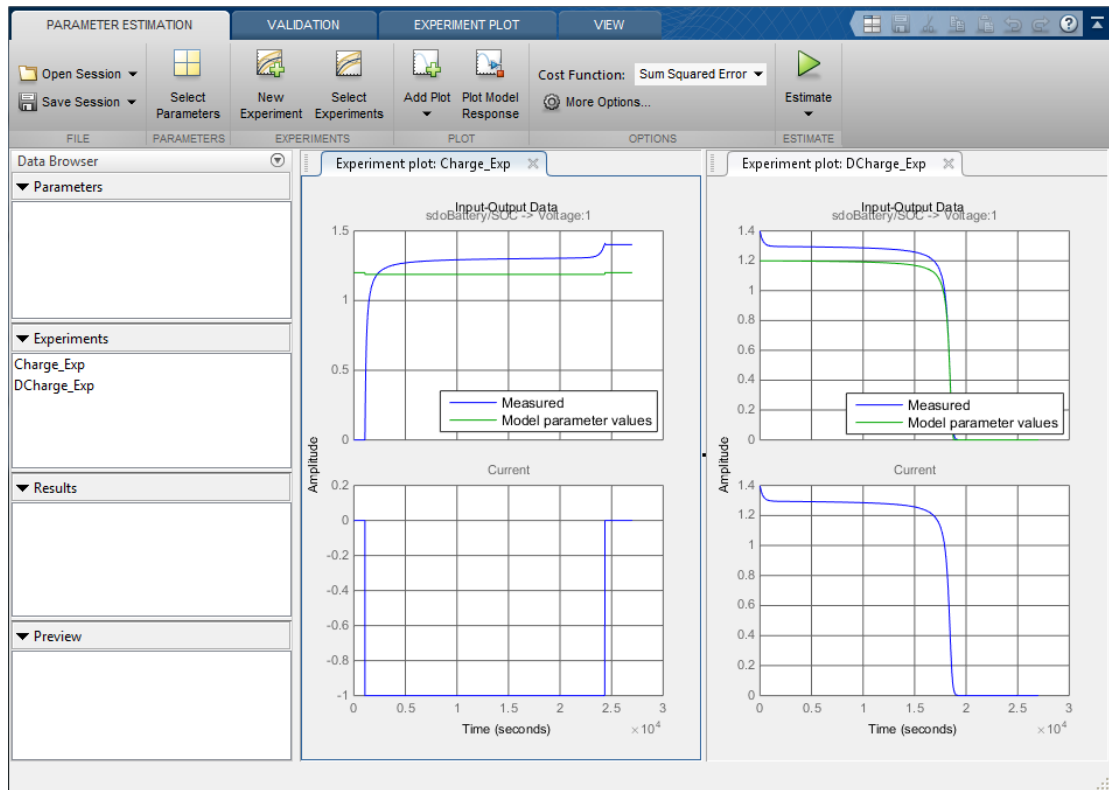 PARAMETER ESTIMATION
VALIDATION
EXPERIMENT PLOT
VIEW
Open Session
Save Session
Select
Parameters
New
Experiment
Select
Experiments
Add Plot
Plot Model
Response
Cost Function: Sum Squared Error
More Options...
Estimate
FILE
PARAMETERS
EXPERIMENTS
PLOT
OPTIONS
ESTIMATE
Data Browser
Parameters
Experiments
Charge_Exp
DCharge_Exp
Results
Preview
Experiment plot: Charge_Exp
Input-Output Data
sdoBattery/SOC -> Voltage:1
1.5
1
0.5
0
Measured
Model parameter values
Amplitude
Current
0.2
0
-0.2
-0.4
-0.6
-0.8
-1
0 0.5 1 1.5 2 2.5 3
Time (seconds) ×10^4
Experiment plot: DCharge_Exp
Input-Output Data
sdoBattery/SOC -> Voltage:1
1.4
1.2
1
0.8
0.6
0.4
0.2
0
Measured
Model parameter values
Amplitude
Current
1.4
1.2
1
0.8
0.6
0.4
0.2
0
0 0.5 1 1.5 2 2.5 3
Time (seconds) ×10^4